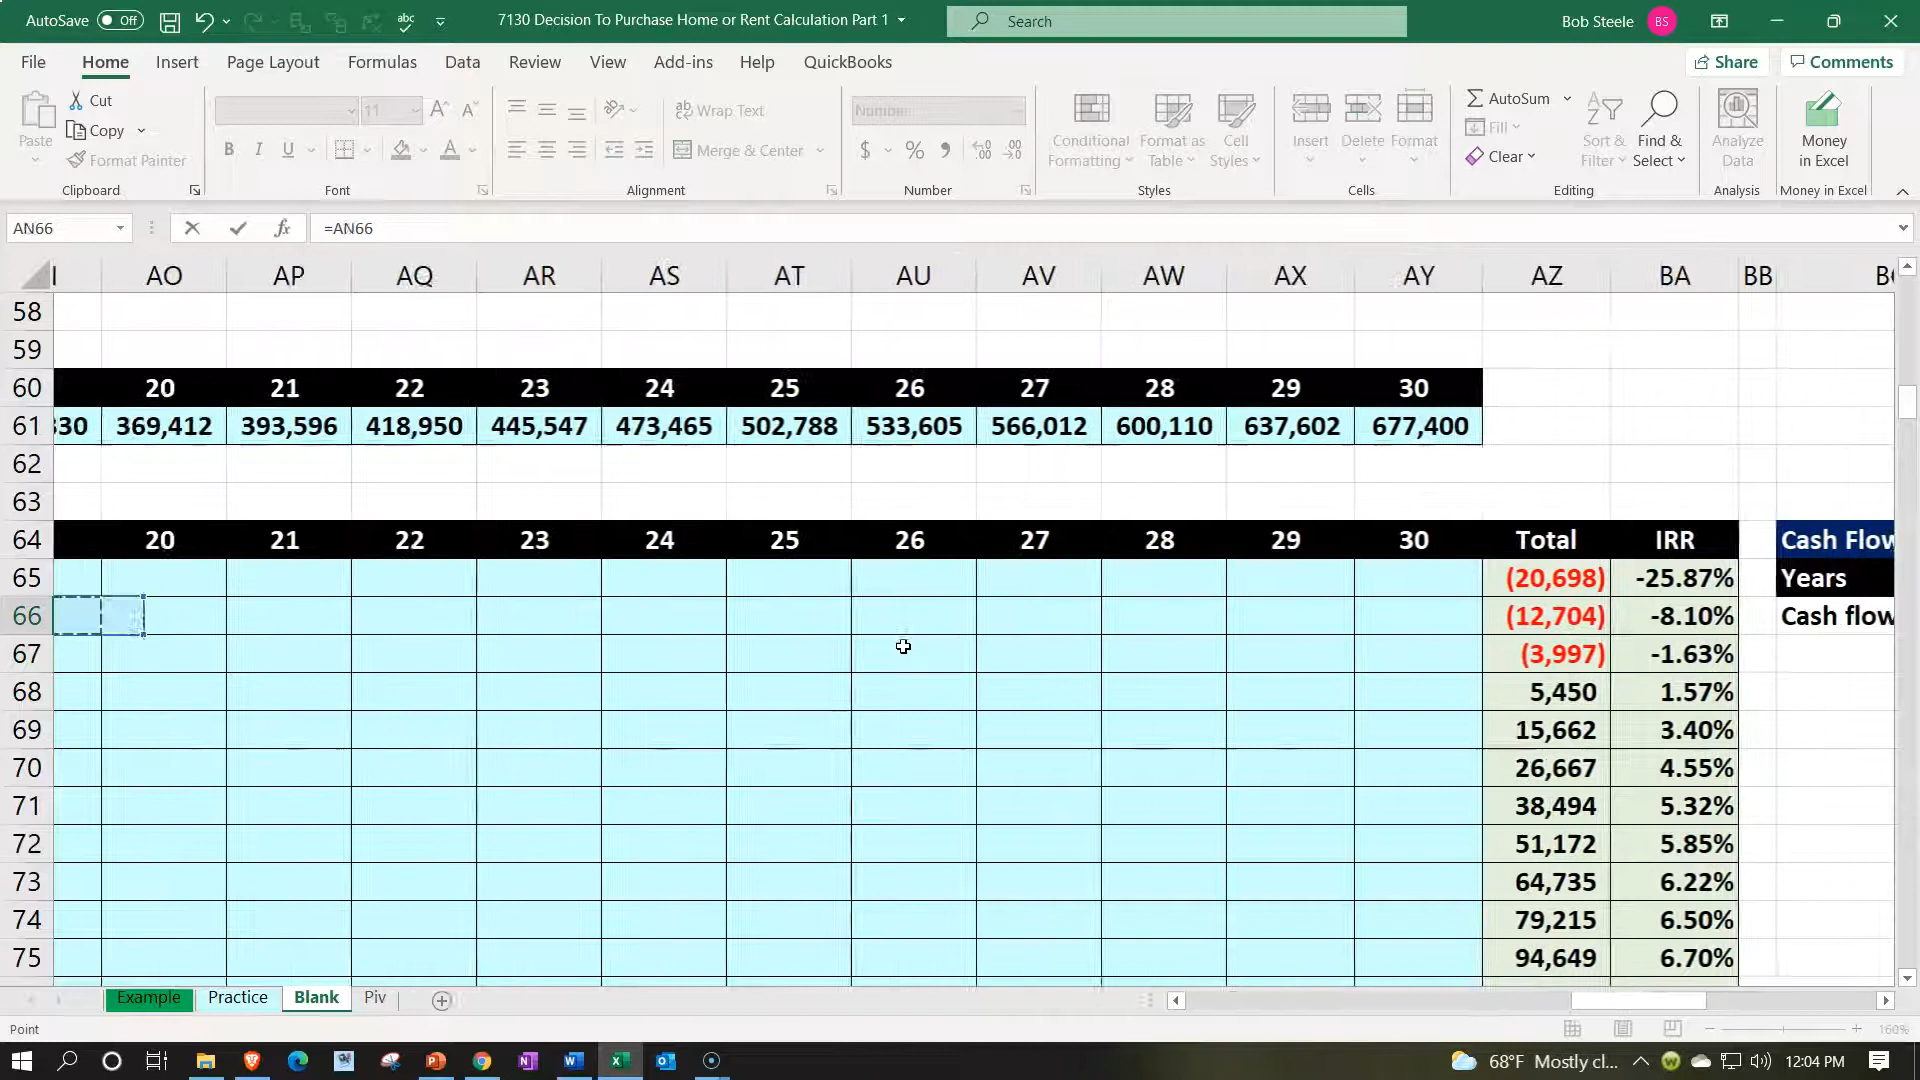 AutoSave Off abc 7130 Decision To Purchase Home or Rent Calculation Part 1 Search Bob Steele BS
File Home Insert Page Layout Formulas Data Review View Add-ins Help QuickBooks Share Comments
Paste Cut Copy Format Painter
11 A A
B I U A
ab Wrap Text
Merge & Center
Number
$ % 9
Conditional Formatting Format as Table Cell Styles
Insert Delete Format
AutoSum Fill Clear
Sort & Filter Find & Select
Analyze Data
Money in Excel
Clipboard Font Alignment Number Styles Cells Editing Analysis Money in Excel
AN66 fx =AN66
AO AP AQ AR AS AT AU AV AW AX AY AZ BA BB
58
59
60 20 21 22 23 24 25 26 27 28 29 30
61 330 369,412 393,596 418,950 445,547 473,465 502,788 533,605 566,012 600,110 637,602 677,400
62
63
64 20 21 22 23 24 25 26 27 28 29 30 Total IRR Cash Flow
65 (20,698) -25.87% Years
66 (12,704) -8.10% Cash flow
67 (3,997) -1.63%
68 5,450 1.57%
69 15,662 3.40%
70 26,667 4.55%
71 38,494 5.32%
72 51,172 5.85%
73 64,735 6.22%
74 79,215 6.50%
75 94,649 6.70%
Example Practice Blank Piv
Point 160%
68°F Mostly cl... 12:04 PM